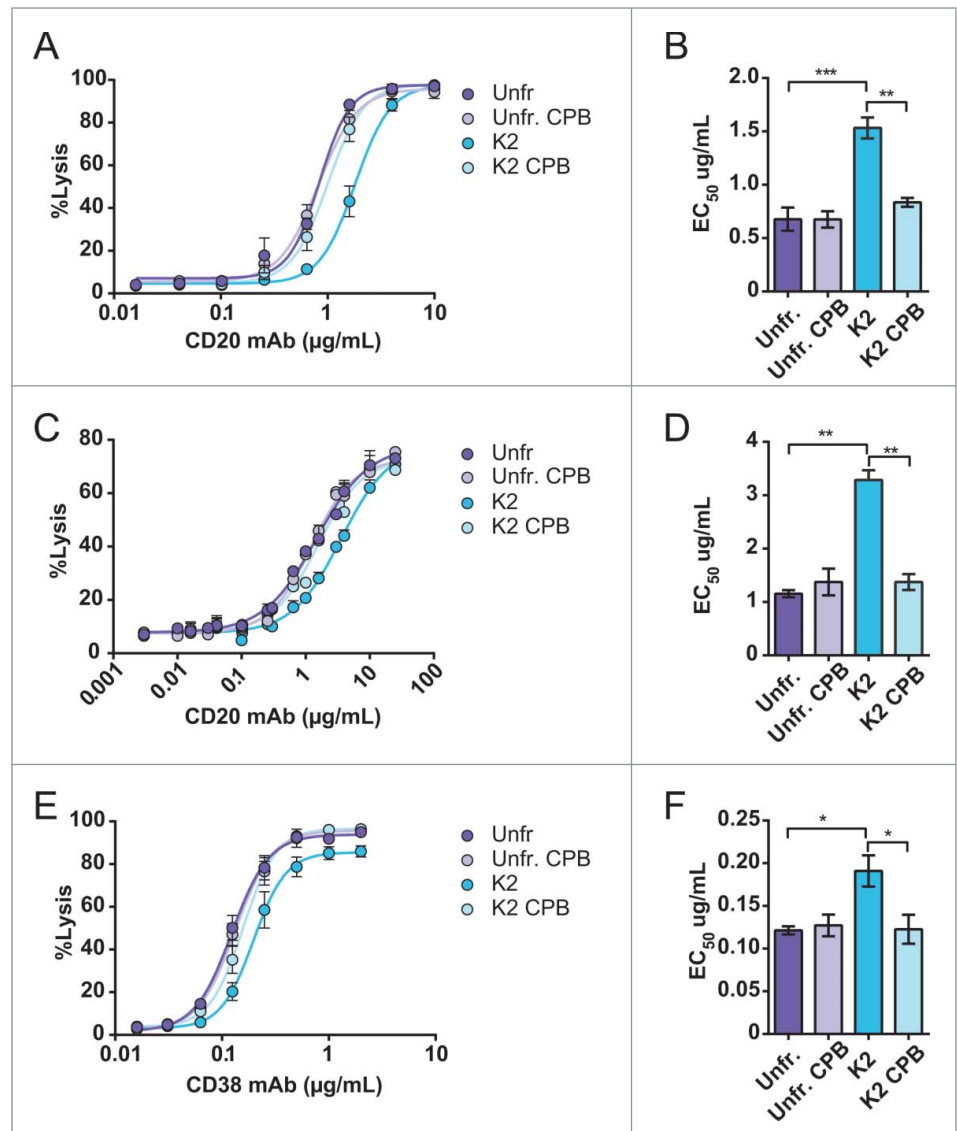 A
100
80
60
40
20
0
%Lysis
0.01
0.1
1
10
CD20 mAb (µg/mL)
Unfr
Unfr. CPB
K2
K2 CPB
B
***
**
2.0
1.5
1.0
0.5
0
EC50 ug/mL
Unfr.
Unfr. CPB
K2
K2 CPB
C
80
60
40
20
0
%Lysis
0.001
0.01
0.1
1
10
100
CD20 mAb (µg/mL)
Unfr
Unfr. CPB
K2
K2 CPB
D
**
**
4
3
2
1
0
EC50 ug/mL
Unfr.
Unfr. CPB
K2
K2 CPB
E
100
80
60
40
20
0
%Lysis
0.01
0.1
1
10
CD38 mAb (µg/mL)
Unfr
Unfr. CPB
K2
K2 CPB
F
*
*
0.25
0.20
0.15
0.10
0.05
0.00
EC50 ug/mL
Unfr.
Unfr. CPB
K2
K2 CPB